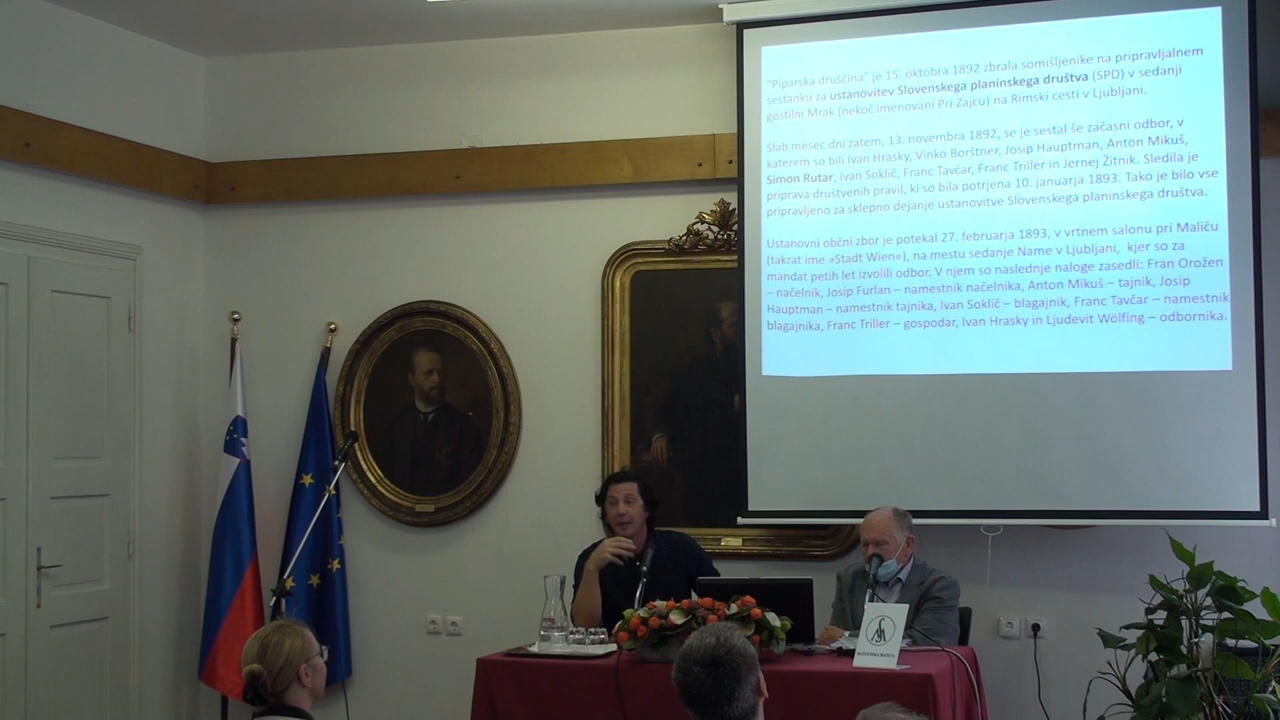 "Piparska druščina" je 15. oktobra 1892 zbrala somišljenike na pripravljalnem
sestanku za ustanovitev Slovenskega planinskega društva (SPD) v sedanji
gostilni Mrak (nekoč imenovani Pri Zajcu) na Rimski cesti v Ljubljani.
Slab mesec dni zatem, 13. novembra 1892, se je sestal še začasni odbor, v
katerem so bili Ivan Hrasky, Vinko Borštner, Josip Hauptman, Anton Mikuš,
Simon Rutar, Ivan Soklič, Franc Tavčar, Franc Triller in Jernej Žitnik. Sledila je
priprava društvenih pravil, ki so bila potrjena 10. januarja 1893. Tako je bilo vse
pripravljeno za sklepno dejanje ustanovitve Slovenskega planinskega društva.
Ustanovni občni zbor je potekal 27. februarja 1893, v vrtnem salonu pri Maliču
(takrat ime »Stadt Wien«), na mestu sedanje Name v Ljubljani, kjer so za
mandat petih let izvolili odbor. V njem so naslednje naloge zasedli: Fran Orožen
– načelnik, Josip Furlan – namestnik načelnika, Anton Mikuš – tajnik, Josip
Hauptman – namestnik tajnika, Ivan Soklič – blagajnik, Franc Tavčar – namestnik
blagajnika, Franc Triller – gospodar, Ivan Hrasky in Ljudevit Wölfing – odbornika.
SLOVENSKA MATICA